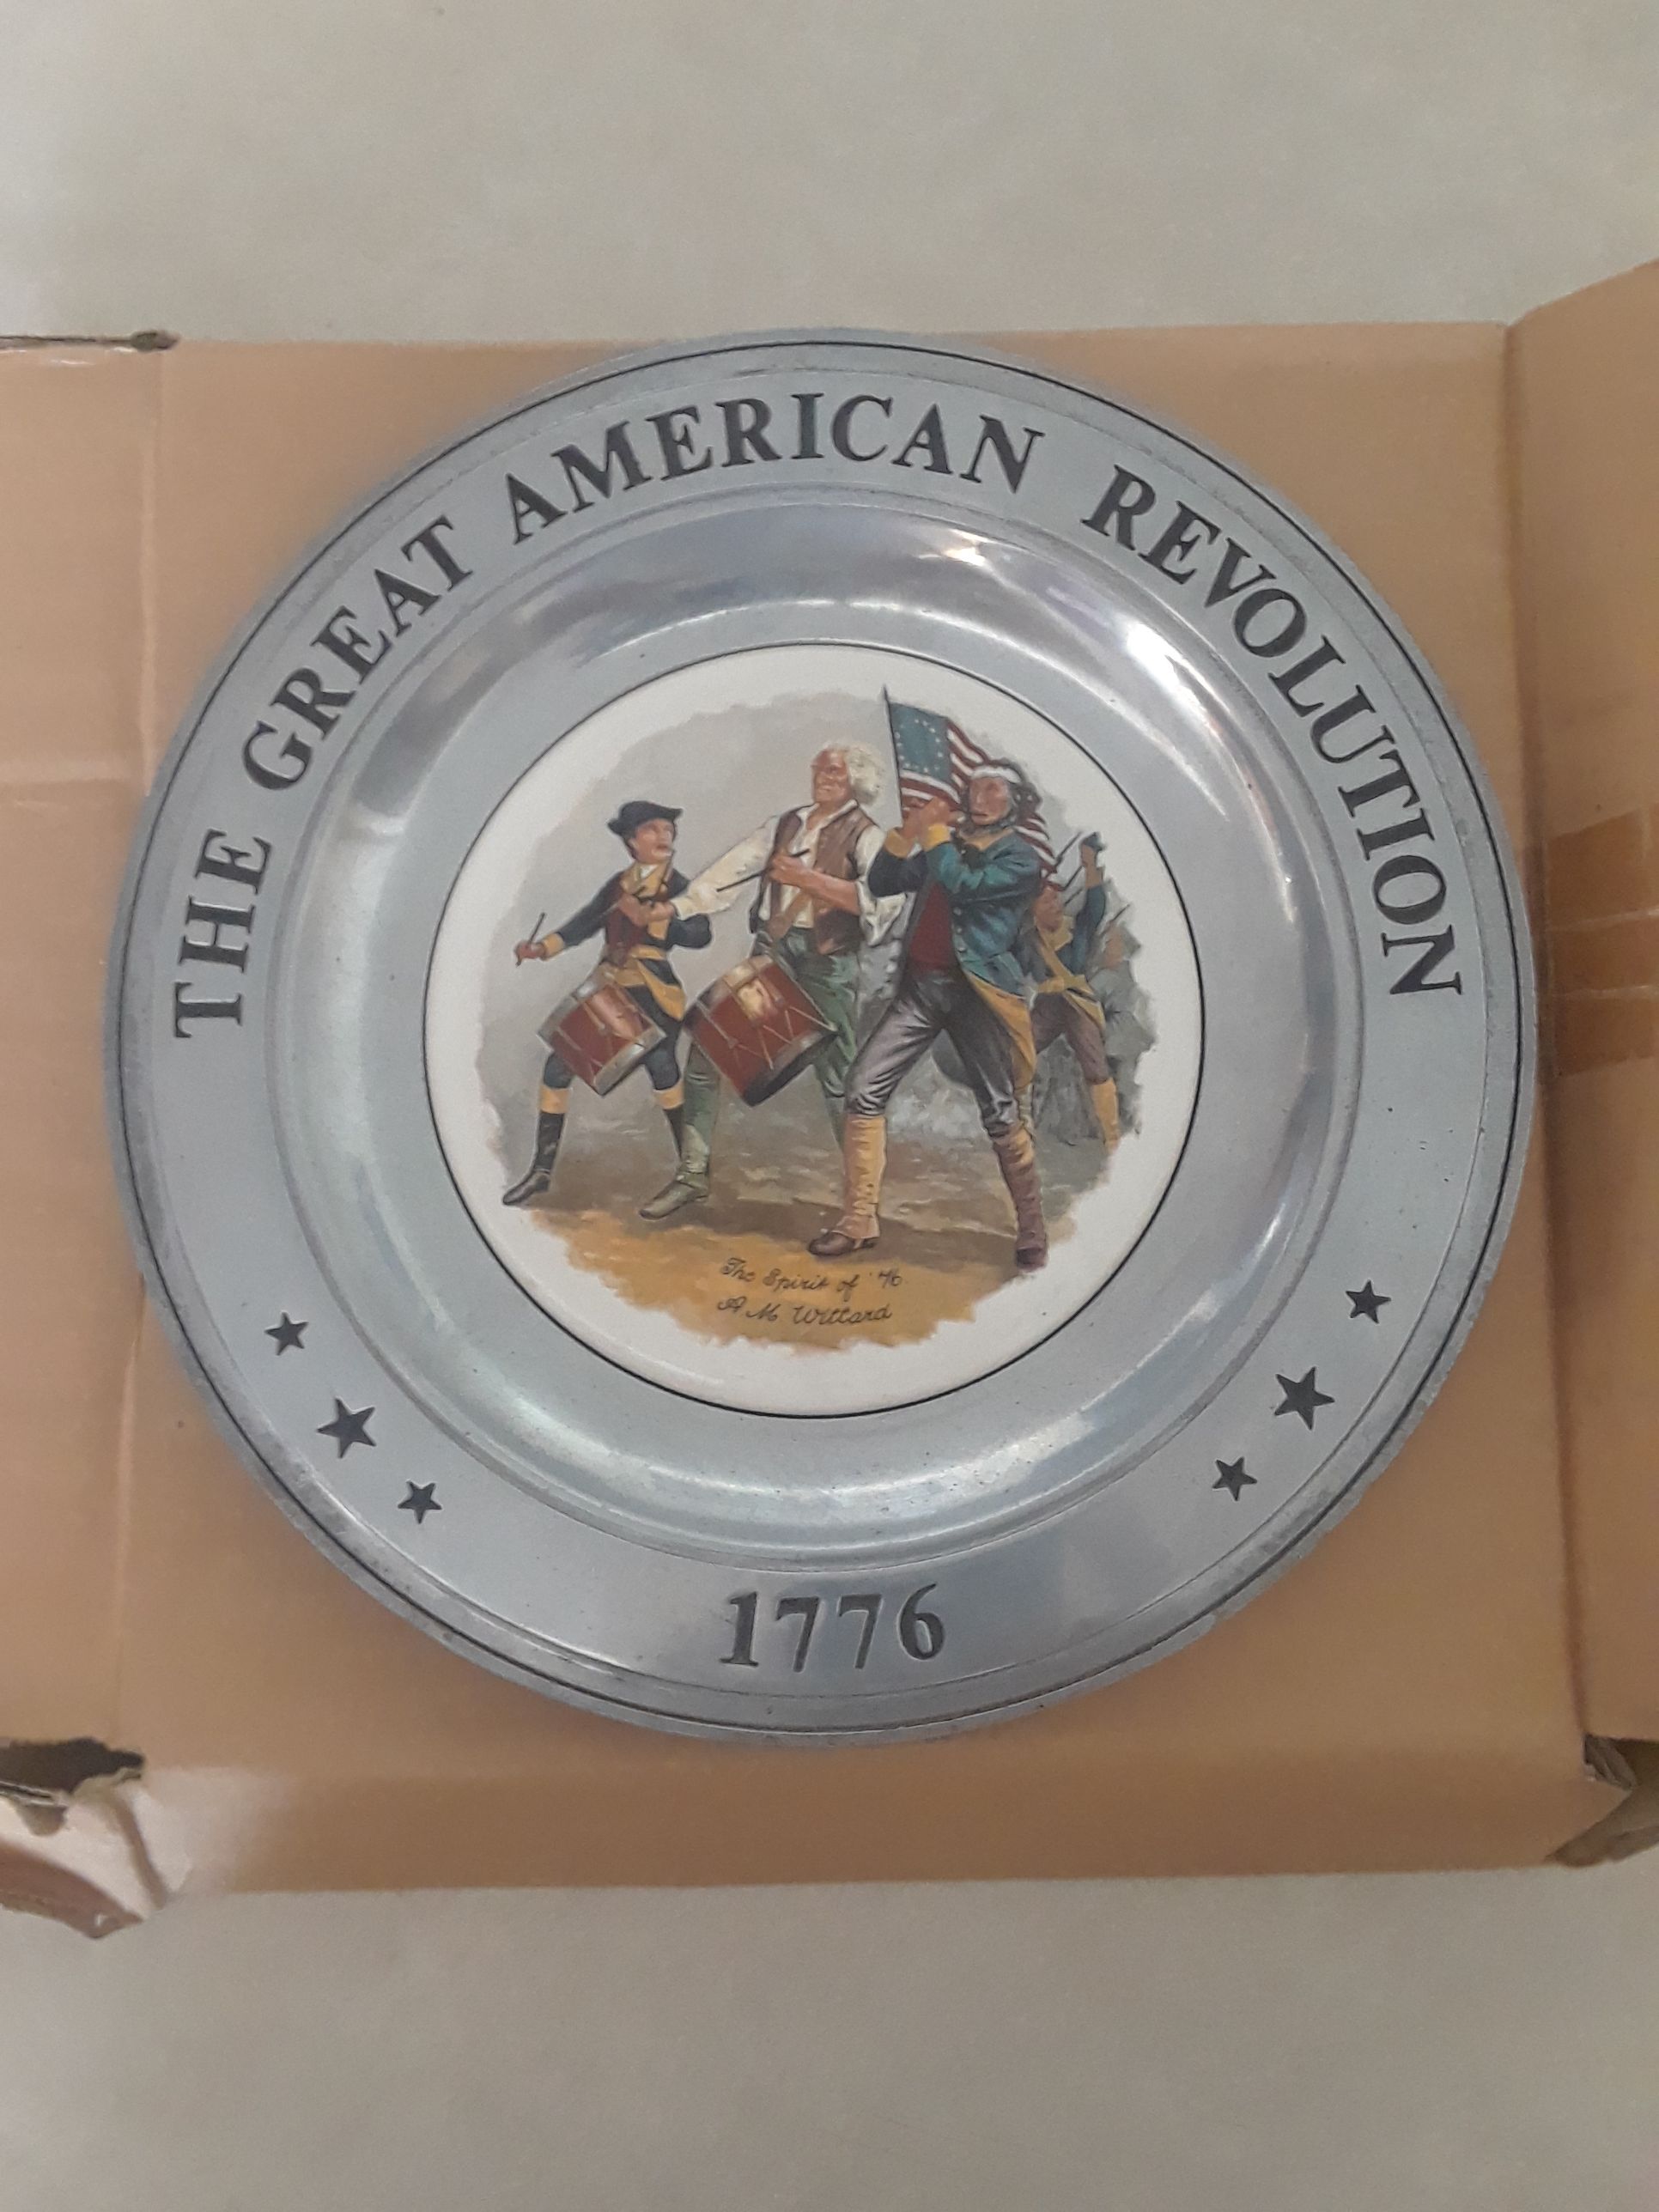 THE GREAT AMERICAN REVOLUTION
The Spirit of '76.
A M Willard
1776